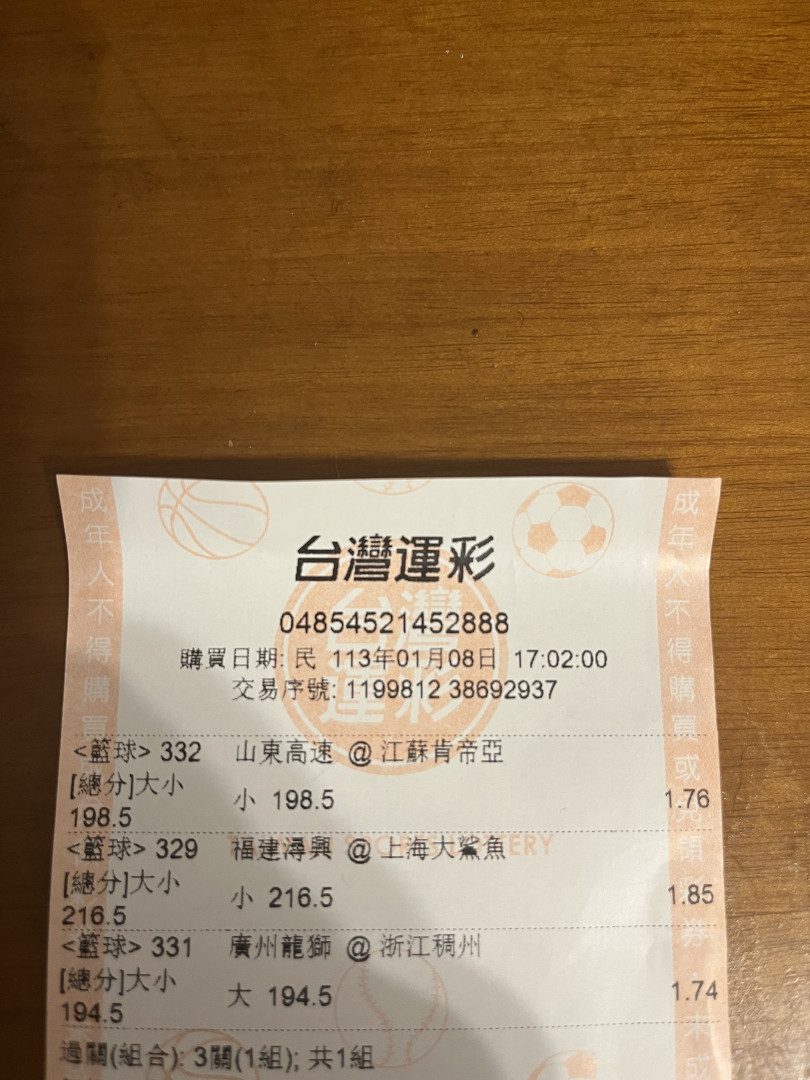 台灣運彩
04854521452888
購買日期: 民 113年01月08日 17:02:00
交易序號: 1199812 38692937
<籃球> 332 山東高速 @ 江蘇肯帝亞
[總分]大小 小 198.5 1.76
198.5
<籃球> 329 福建潯興 @ 上海大鯊魚
[總分]大小 小 216.5 1.85
216.5
<籃球> 331 廣州龍獅 @ 浙江稠州
[總分]大小 大 194.5 1.74
194.5
過關(組合): 3關(1組); 共1組
成年人不得購買
成年人不得購買或
台灣運彩